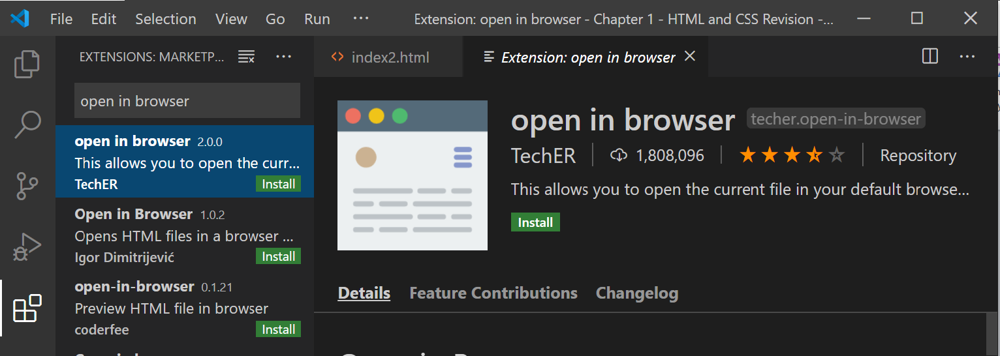 File Edit Selection View Go Run ··· Extension: open in browser - Chapter 1 - HTML and CSS Revision -...
EXTENSIONS: MARKETP...
open in browser
open in browser 2.0.0
This allows you to open the curr...
TechER Install
Open in Browser 1.0.2
Opens HTML files in a browser ...
Igor Dimitrijević Install
open-in-browser 0.1.21
Preview HTML file in browser
coderfee Install
index2.html
Extension: open in browser
open in browser techer.open-in-browser
TechER 1,808,096 Repository
This allows you to open the current file in your default browse...
Install
Details Feature Contributions Changelog